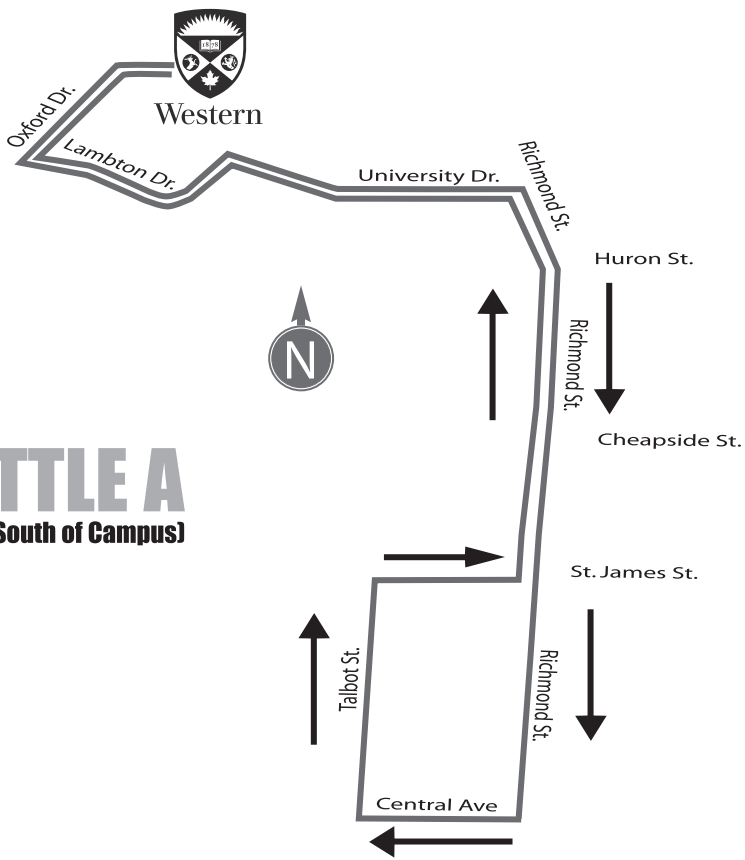 1878
Western
Oxford Dr.
Lambton Dr.
University Dr.
Richmond St.
Huron St.
N
Richmond St.
Cheapside St.
TTLE A
South of Campus)
St. James St.
Talbot St.
Richmond St.
Central Ave